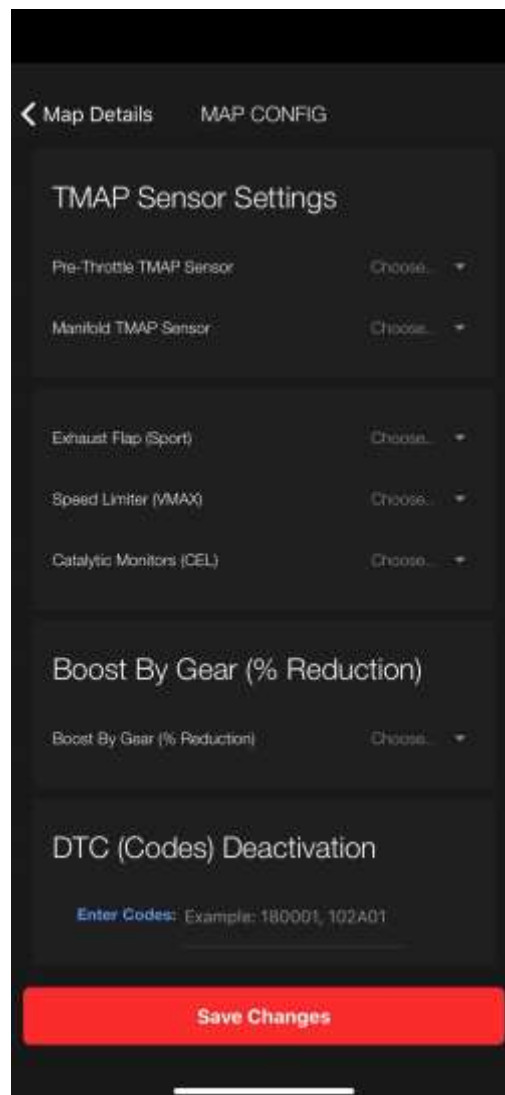 Map Details MAP CONFIG
TMAP Sensor Settings
Pre-Throttle TMAP Sensor Choose...
Manifold TMAP Sensor Choose...
Exhaust Flap (Sport) Choose...
Speed Limiter (VMAX) Choose...
Catalytic Monitors (CEL) Choose...
Boost By Gear (% Reduction)
Boost By Gear (% Reduction) Choose...
DTC (Codes) Deactivation
Enter Codes: Example: 180001, 102A01
Save Changes